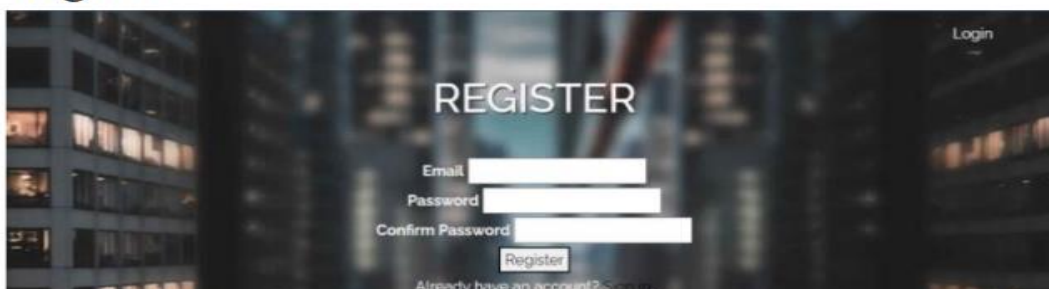 Login
REGISTER
Email
Password
Confirm Password
Register
Already have an account?